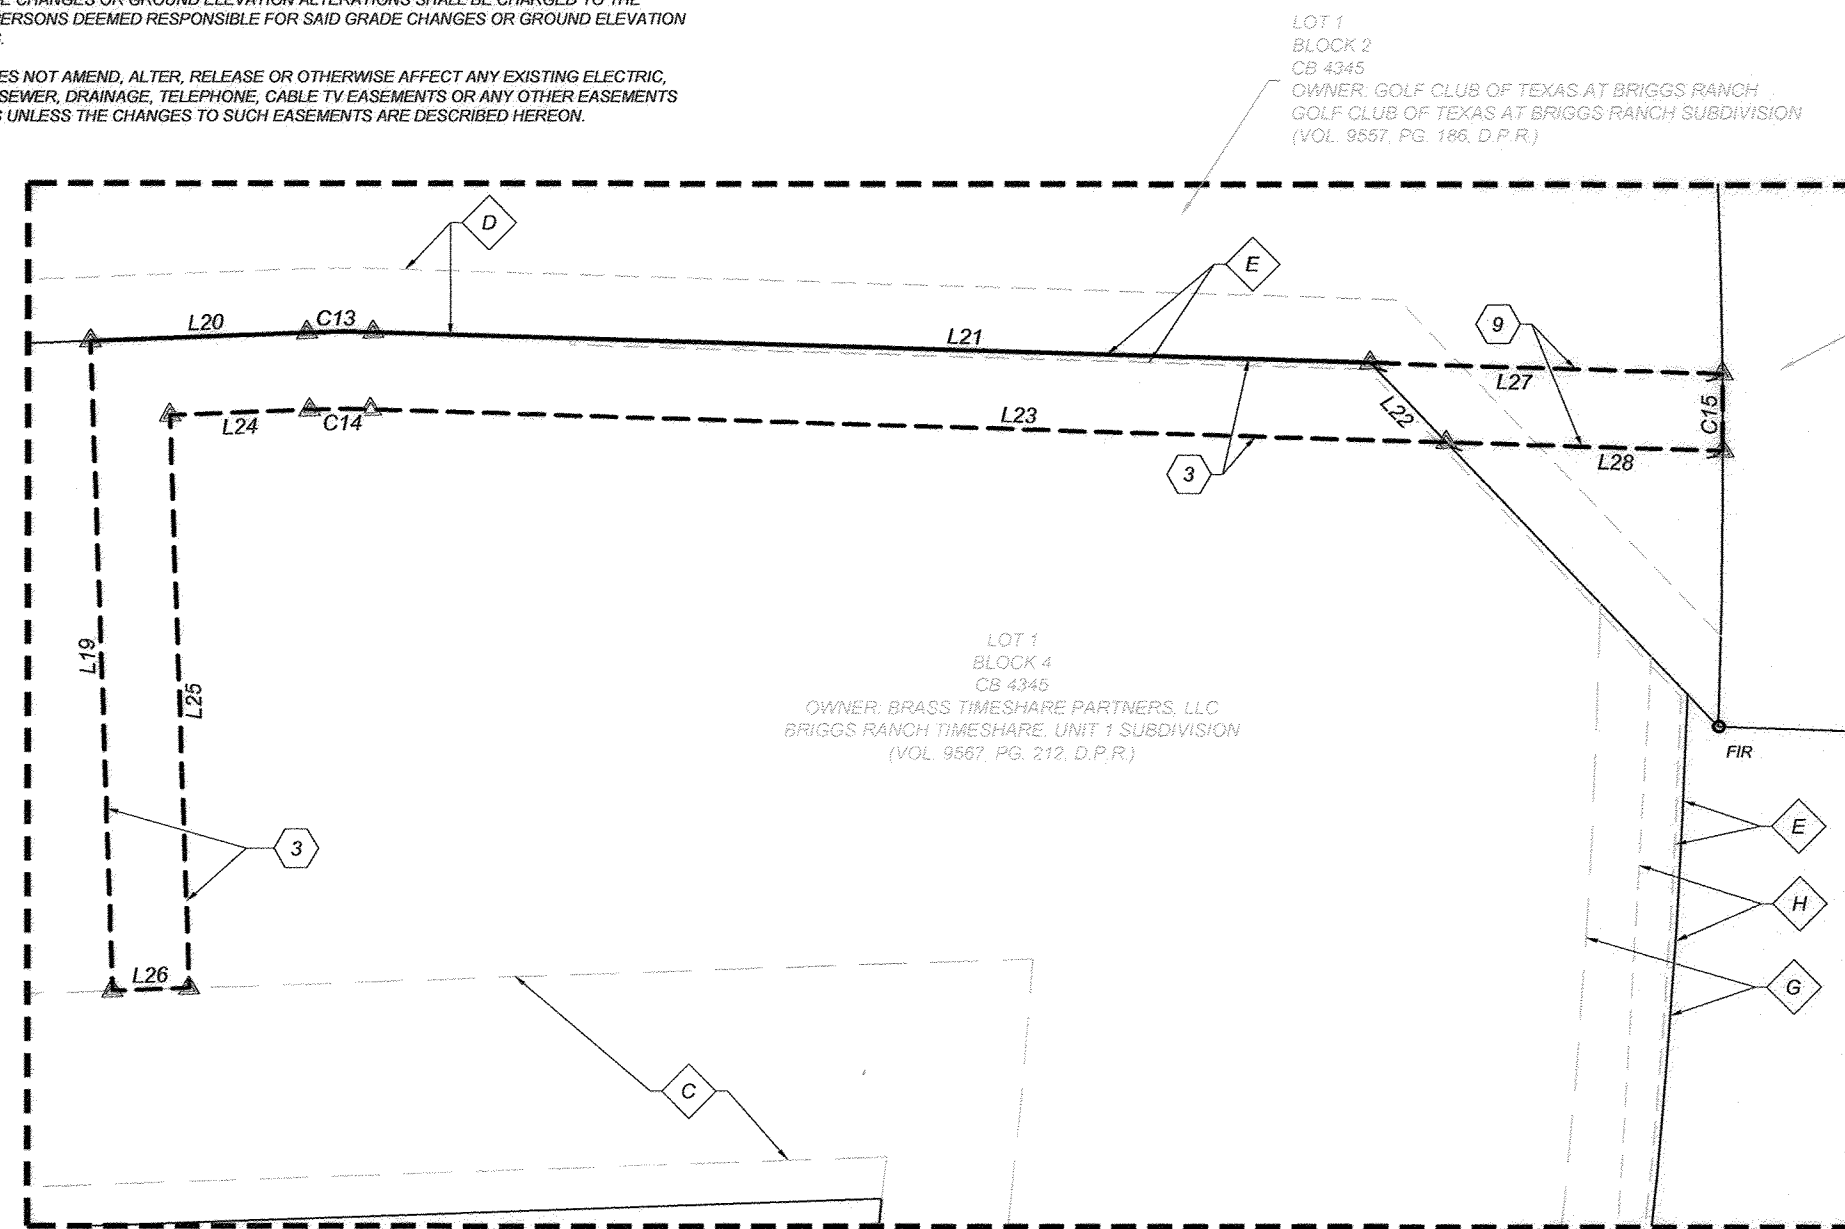 E CHANGES OR GROUND ELEVATION ALTERATIONS SHALL BE CHARGED TO THE
PERSONS DEEMED RESPONSIBLE FOR SAID GRADE CHANGES OR GROUND ELEVATION
ES NOT AMEND, ALTER, RELEASE OR OTHERWISE AFFECT ANY EXISTING ELECTRIC,
SEWER, DRAINAGE, TELEPHONE, CABLE TV EASEMENTS OR ANY OTHER EASEMENTS
S UNLESS THE CHANGES TO SUCH EASEMENTS ARE DESCRIBED HEREON.
LOT 1
BLOCK 2
CB 4345
OWNER: GOLF CLUB OF TEXAS AT BRIGGS RANCH
GOLF CLUB OF TEXAS AT BRIGGS RANCH SUBDIVISION
(VOL. 9557, PG. 186, D.P.R.)
D
E
L20
C13
L21
9
L27
L24
C14
L23
L22
C15
3
L28
L19
L25
LOT 1
BLOCK 4
CB 4345
OWNER: BRASS TIMESHARE PARTNERS, LLC
BRIGGS RANCH TIMESHARE, UNIT 1 SUBDIVISION
(VOL. 9567, PG. 212, D.P.R.)
FIR
3
E
H
L26
G
C